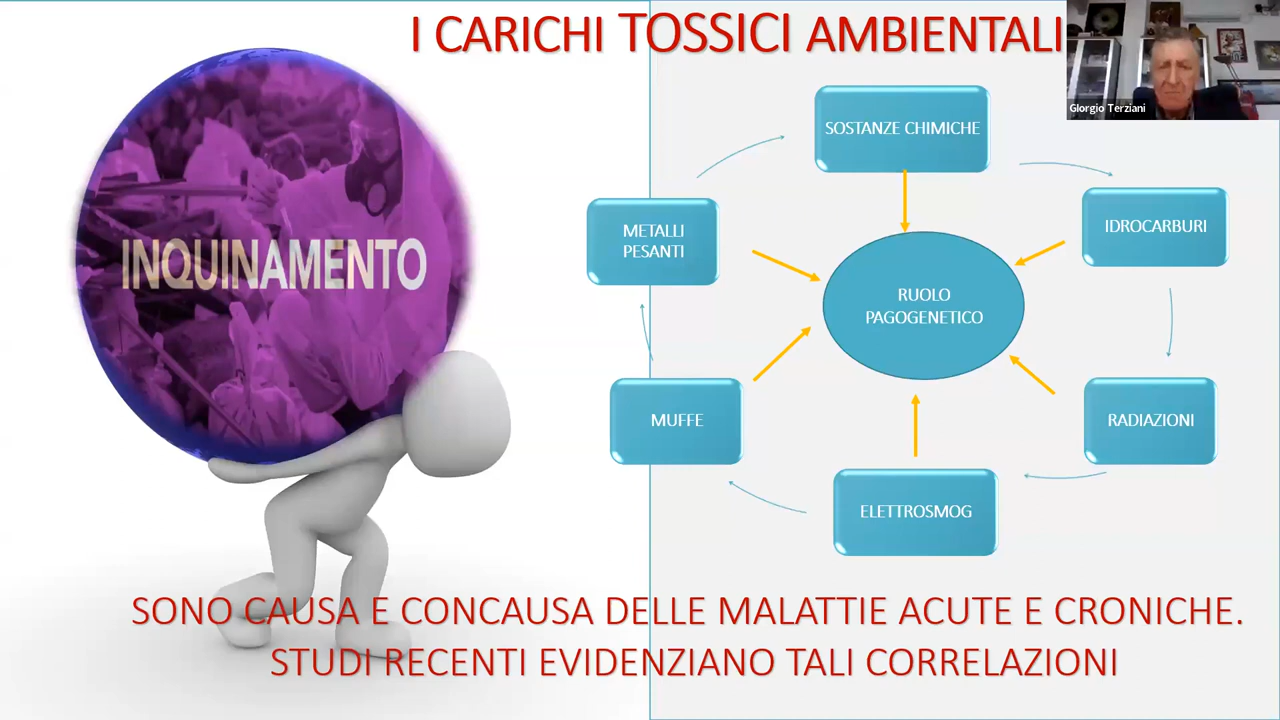 I CARICHI TOSSICI AMBIENTALI
Giorgio Terziani
INQUINAMENTO
SOSTANZE CHIMICHE
IDROCARBURI
RADIAZIONI
ELETTROSMOG
MUFFE
METALLI
PESANTI
RUOLO
PAGOGENETICO
SONO CAUSA E CONCAUSA DELLE MALATTIE ACUTE E CRONICHE.
STUDI RECENTI EVIDENZIANO TALI CORRELAZIONI